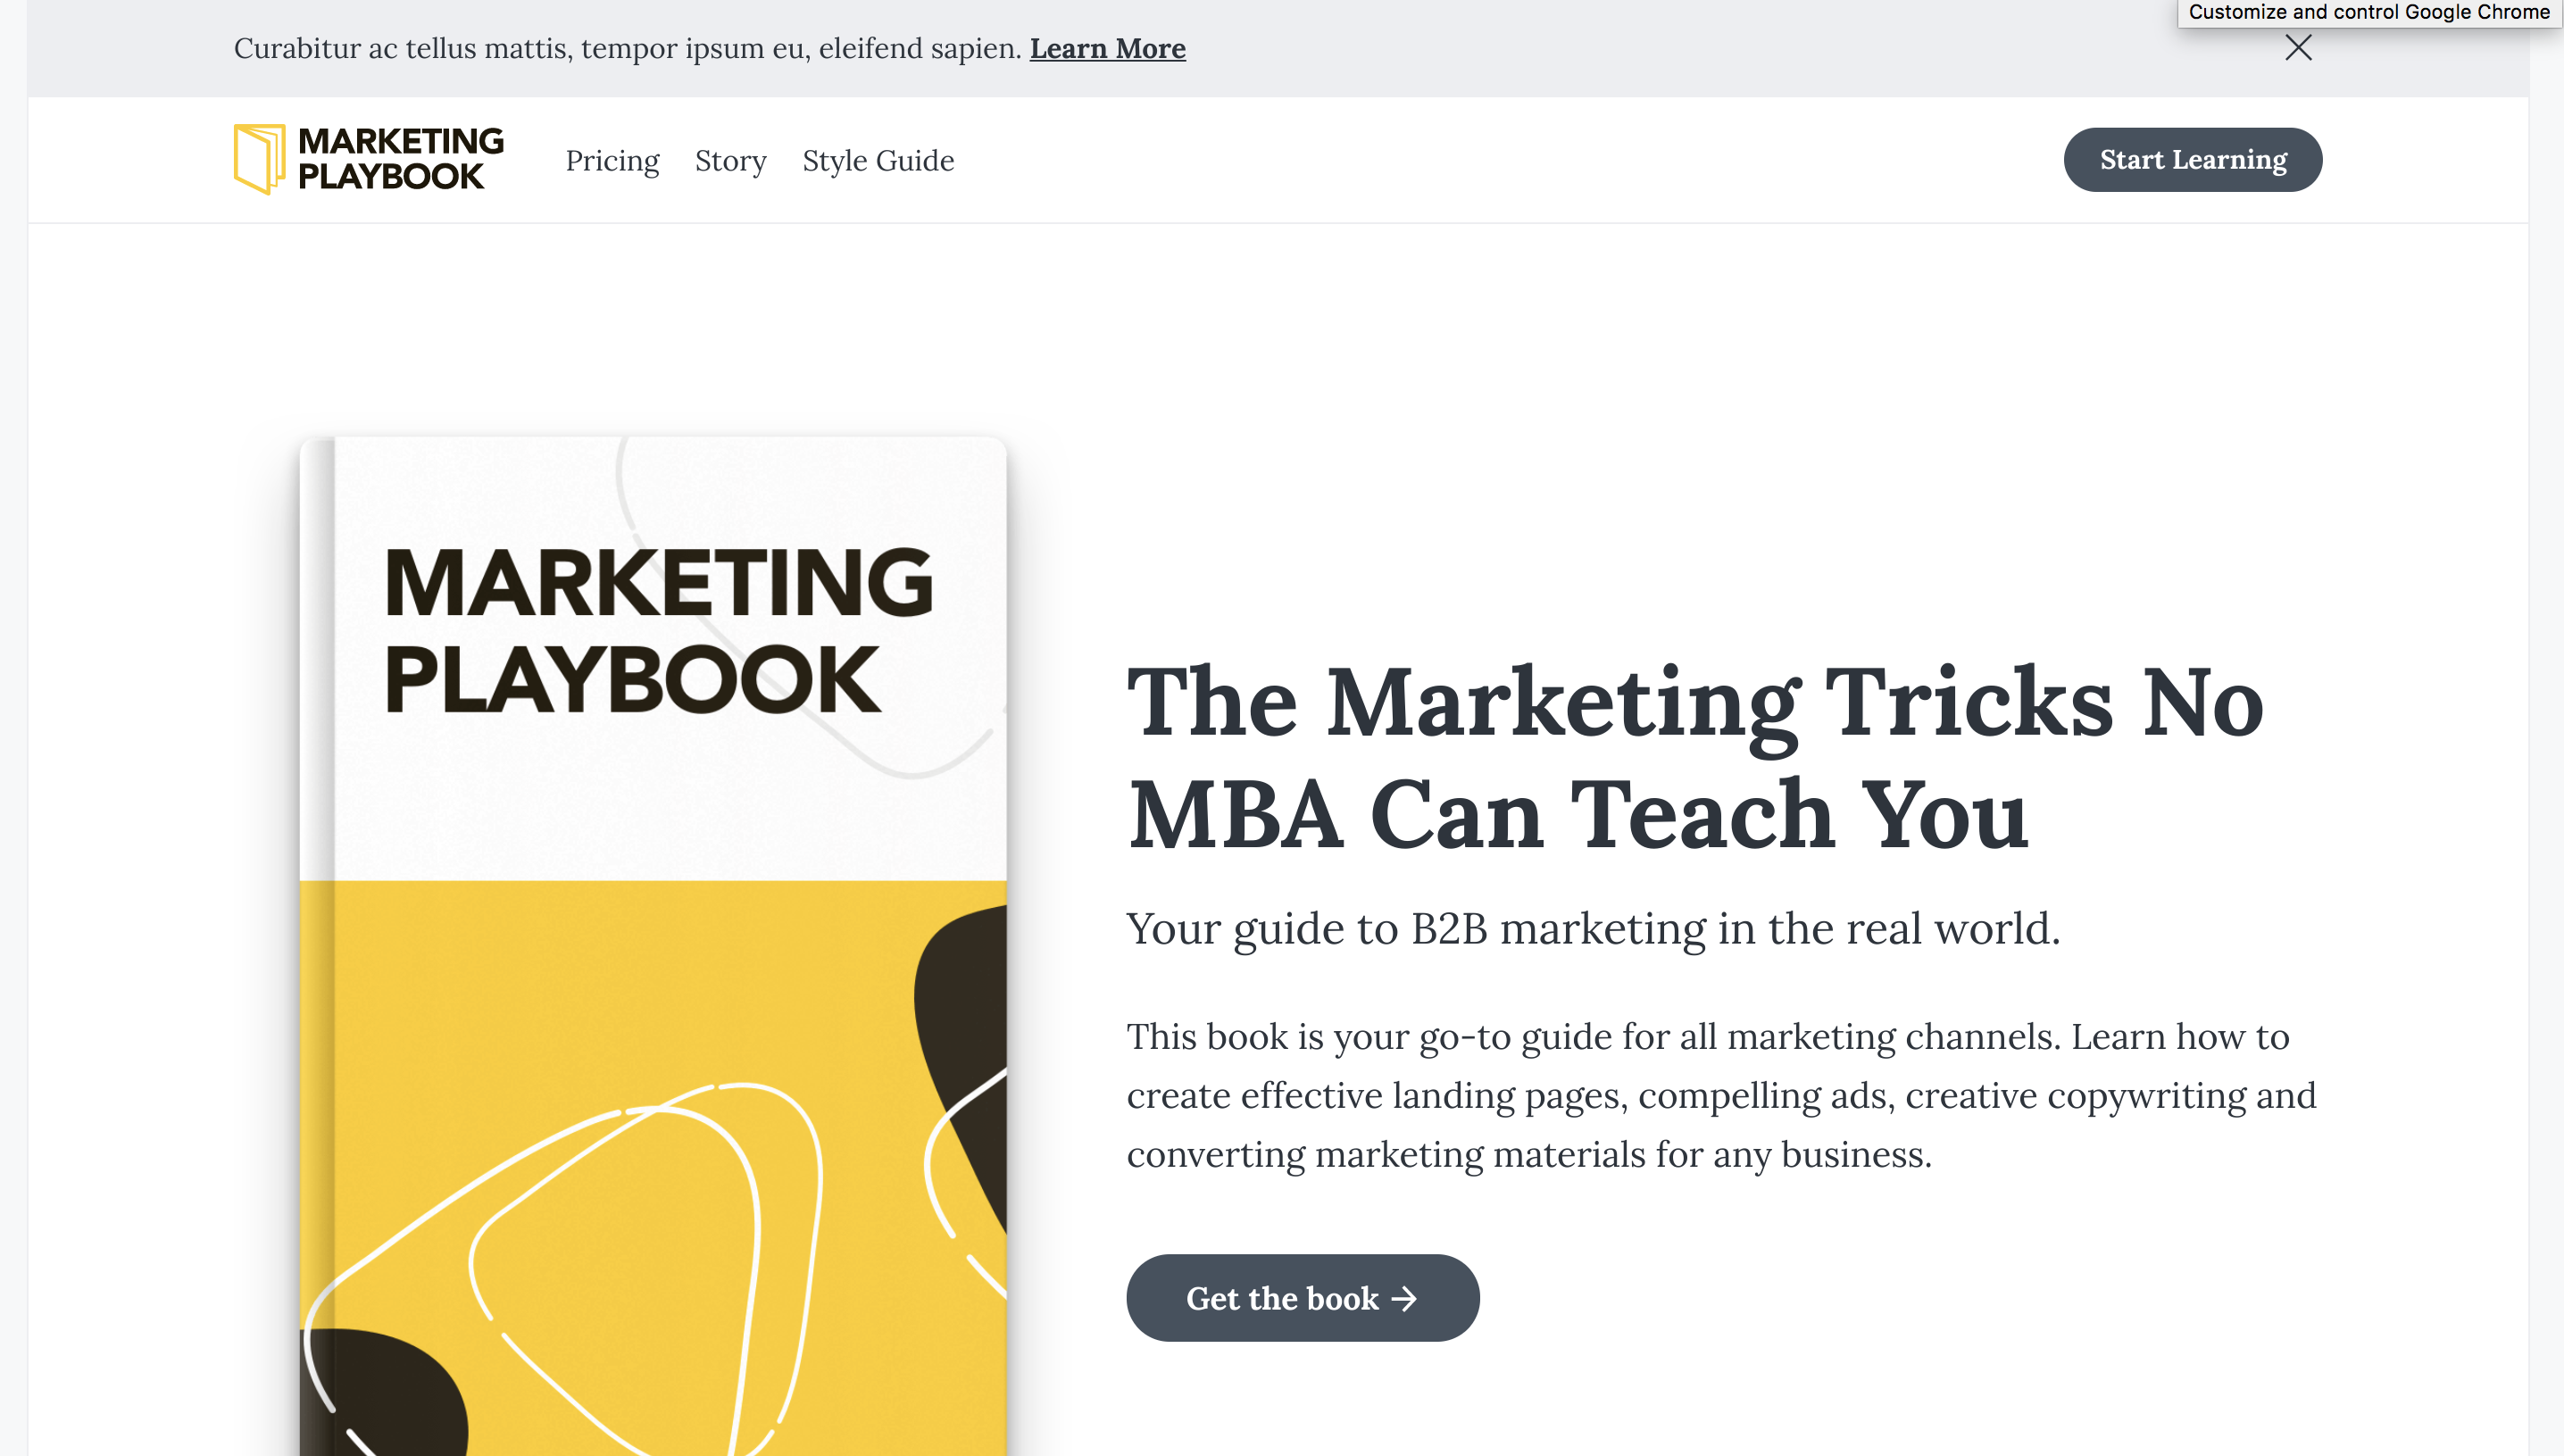 Customize and control Google Chrome
Curabitur ac tellus mattis, tempor ipsum eu, eleifend sapien. Learn More
MARKETING
PLAYBOOK
Pricing Story Style Guide
Start Learning
MARKETING
PLAYBOOK
The Marketing Tricks No
MBA Can Teach You
Your guide to B2B marketing in the real world.
This book is your go-to guide for all marketing channels. Learn how to
create effective landing pages, compelling ads, creative copywriting and
converting marketing materials for any business.
Get the book →